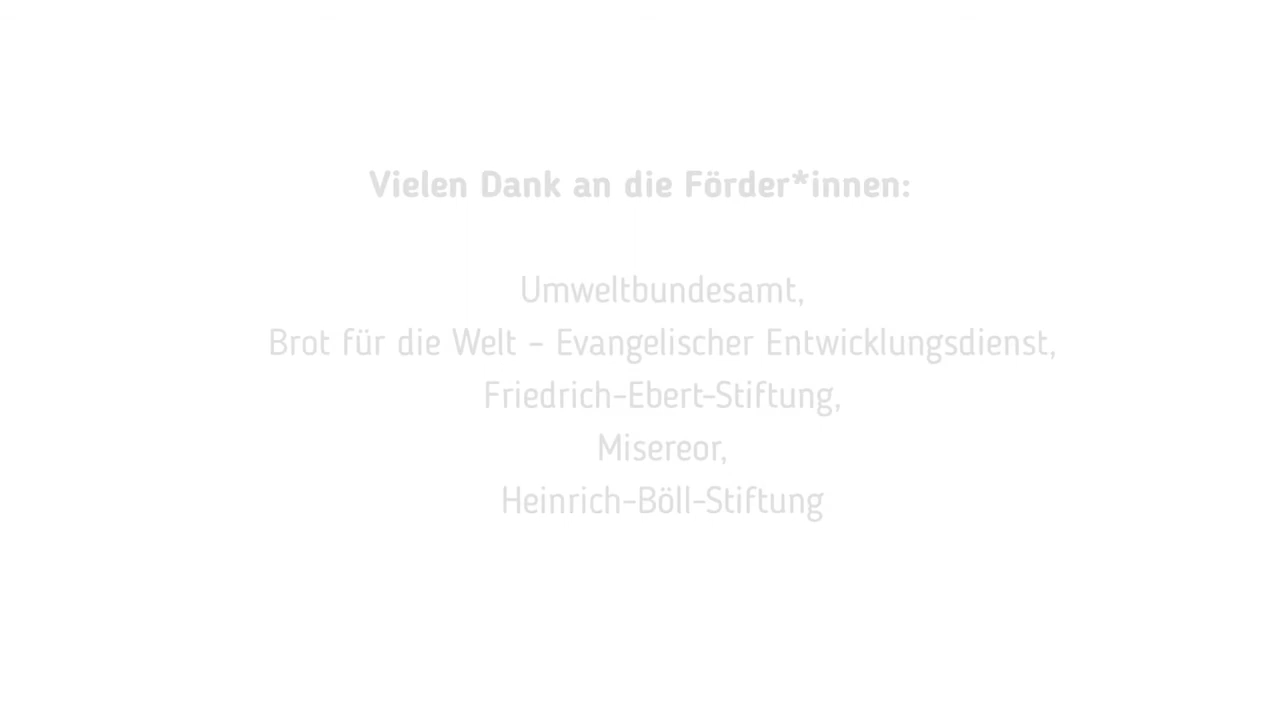 Vielen Dank an die Förder*innen:
Umweltbundesamt,
Brot für die Welt – Evangelischer Entwicklungsdienst,
Friedrich-Ebert-Stiftung,
Misereor,
Heinrich-Böll-Stiftung